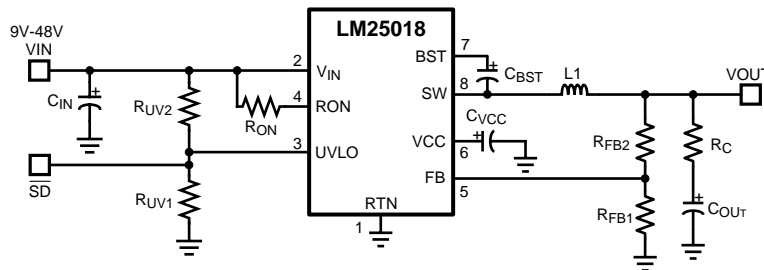 LM25018
9V-48V
VIN
7
BST
2
VIN
CBST
L1
VOUT
8
SW
CIN
RUV2
4
RON
RON
CVCC
VCC
6
RFB2
RC
3
UVLO
SD
FB
5
RUV1
RTN
1
RFB1
COUT
+
+
+
+